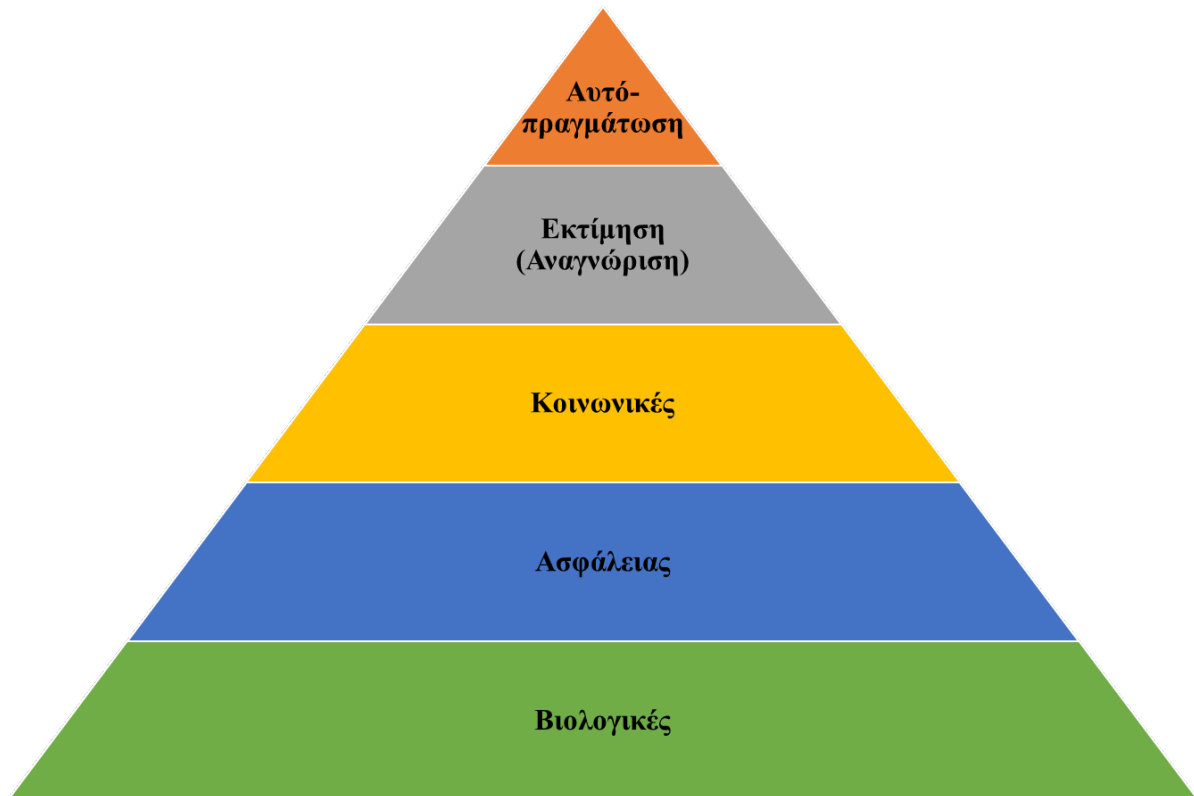 Αυτό-
πραγμάτωση
Εκτίμηση
(Αναγνώριση)
Κοινωνικές
Ασφάλειας
Βιολογικές